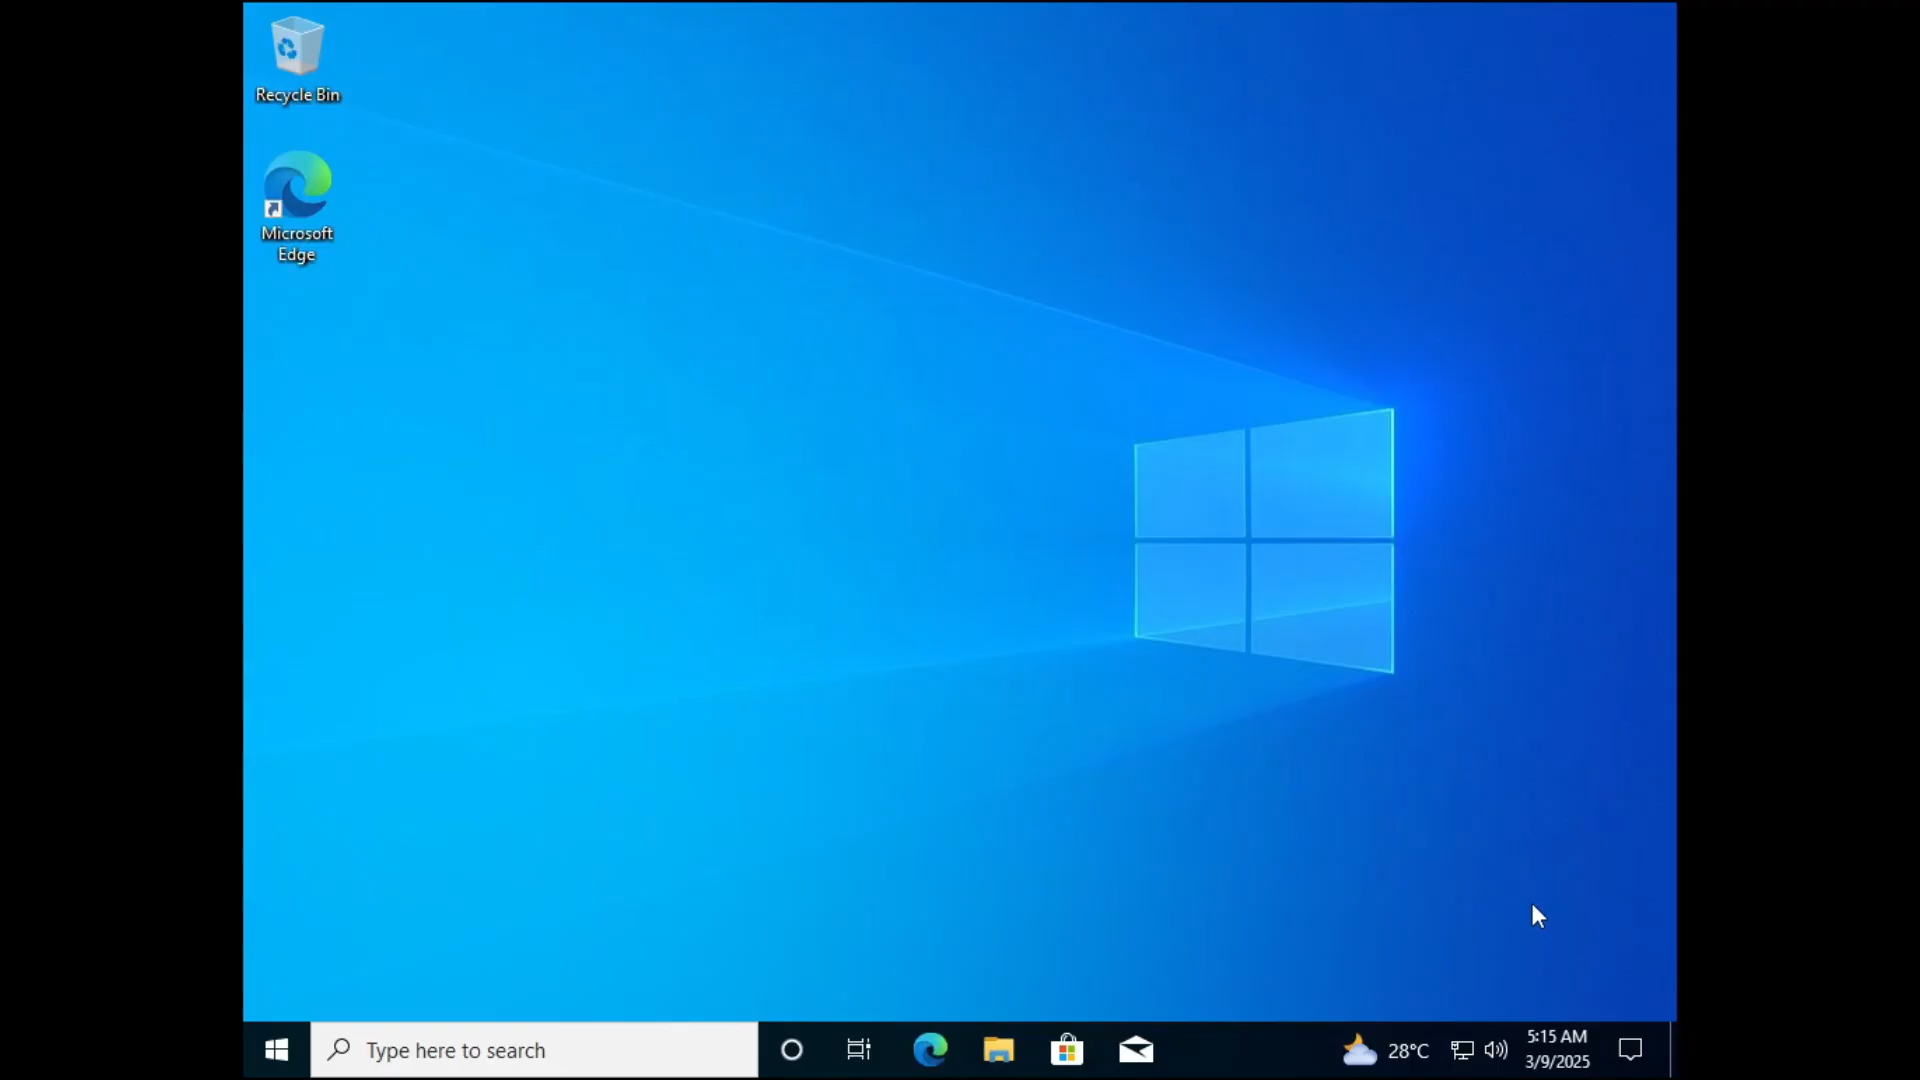 Recycle Bin
Microsoft
Edge
Type here to search
28°C
5:15 AM
3/9/2025